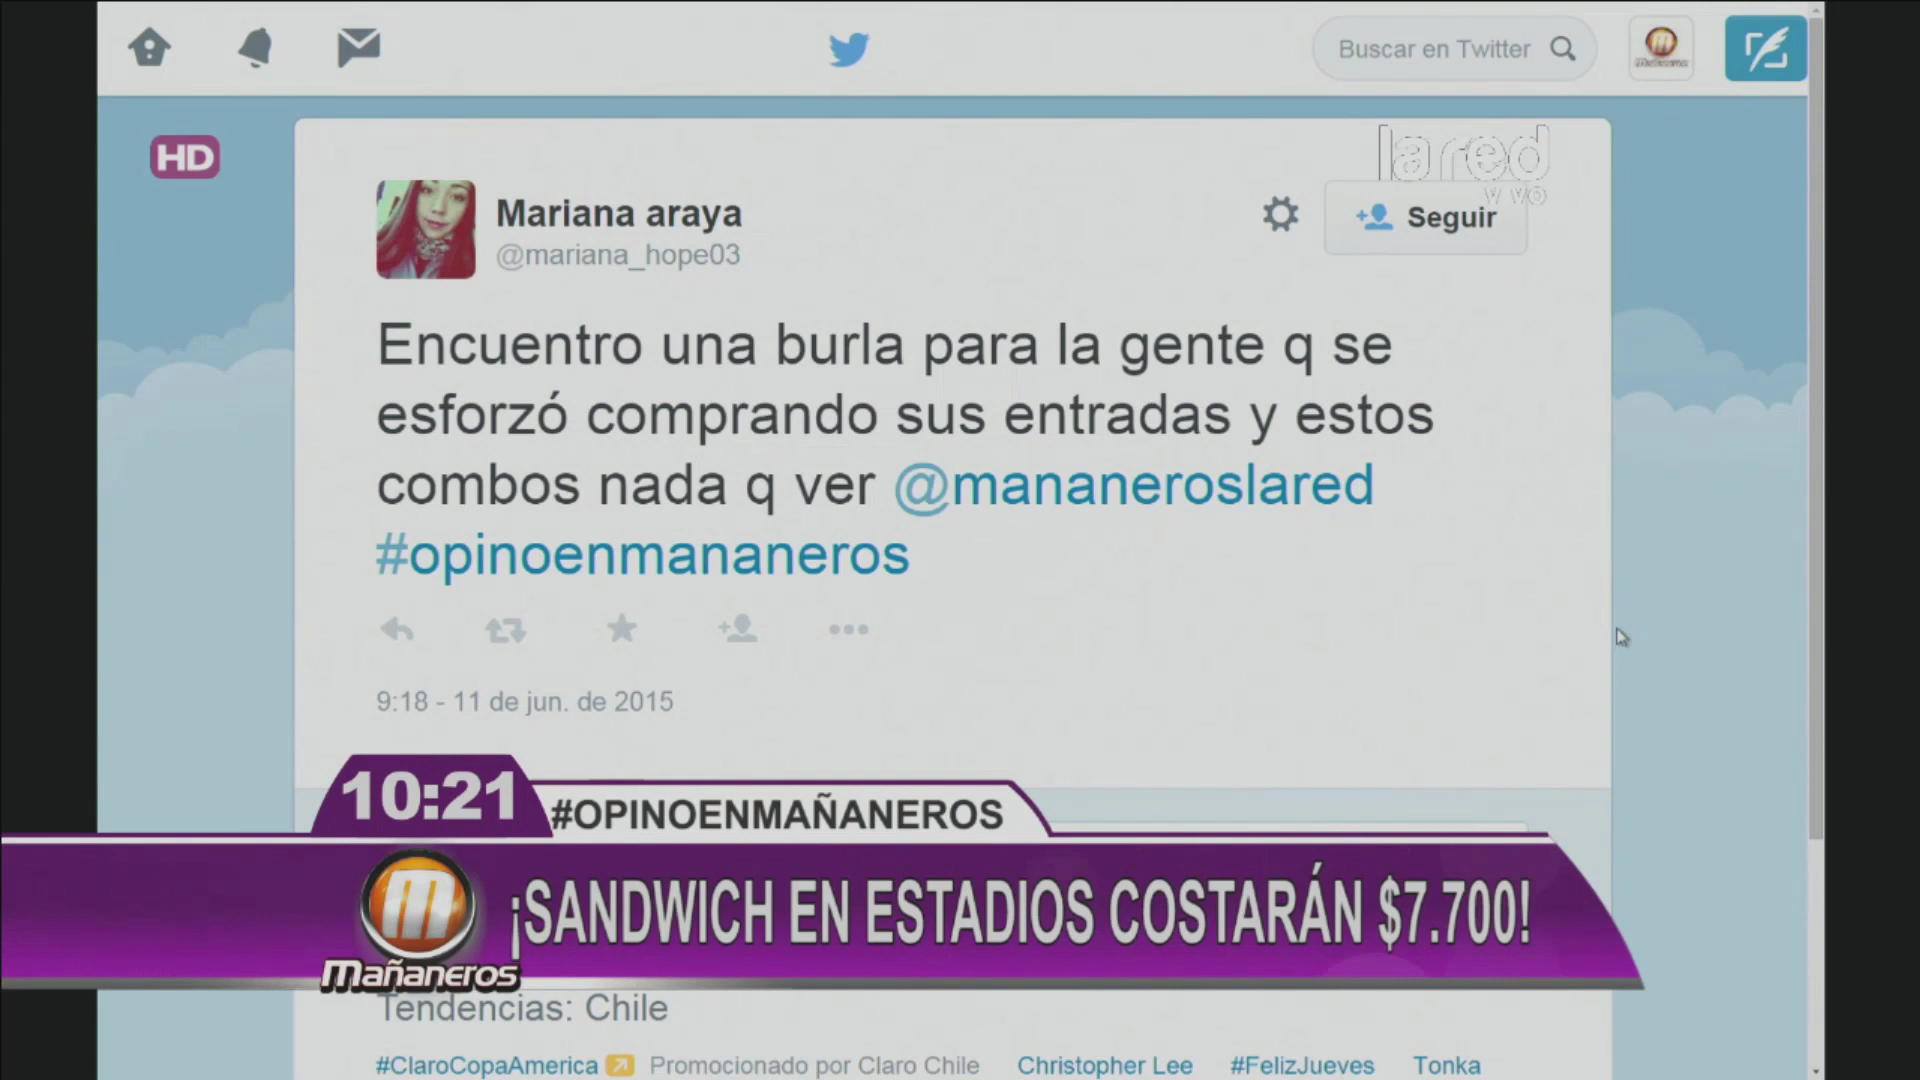 Buscar en Twitter
HD
lared
vivo
Mariana araya
@mariana_hope03
Seguir
Encuentro una burla para la gente q se
esforzó comprando sus entradas y estos
combos nada q ver @mananeroslared
#opinoenmananeros
9:18 - 11 de jun. de 2015
10:21
#OPINOENMAÑANEROS
¡SANDWICH EN ESTADIOS COSTARÁN $7.700!
Mañaneros
Tendencias: Chile
#ClaroCopaAmerica Promocionado por Claro Chile Christopher Lee #FelizJueves Tonka